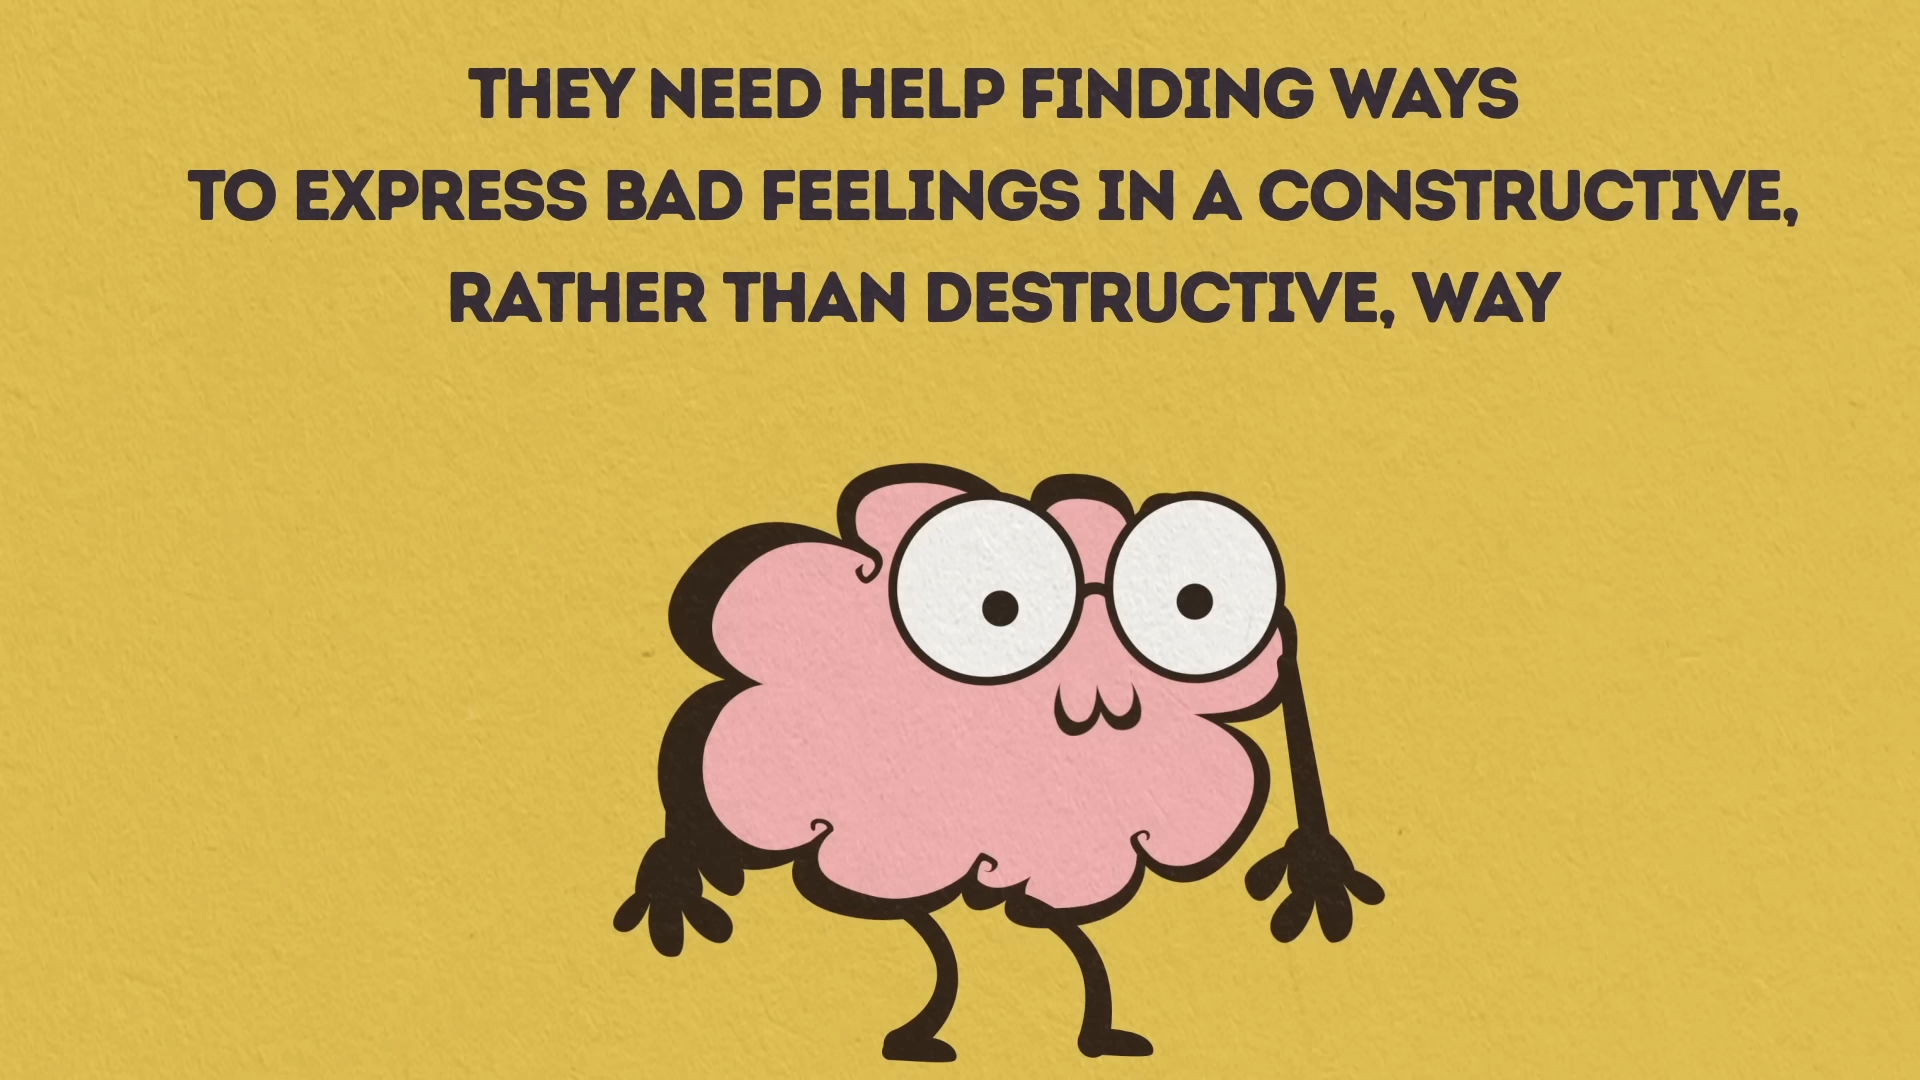 THEY NEED HELP FINDING WAYS
TO EXPRESS BAD FEELINGS IN A CONSTRUCTIVE,
RATHER THAN DESTRUCTIVE, WAY